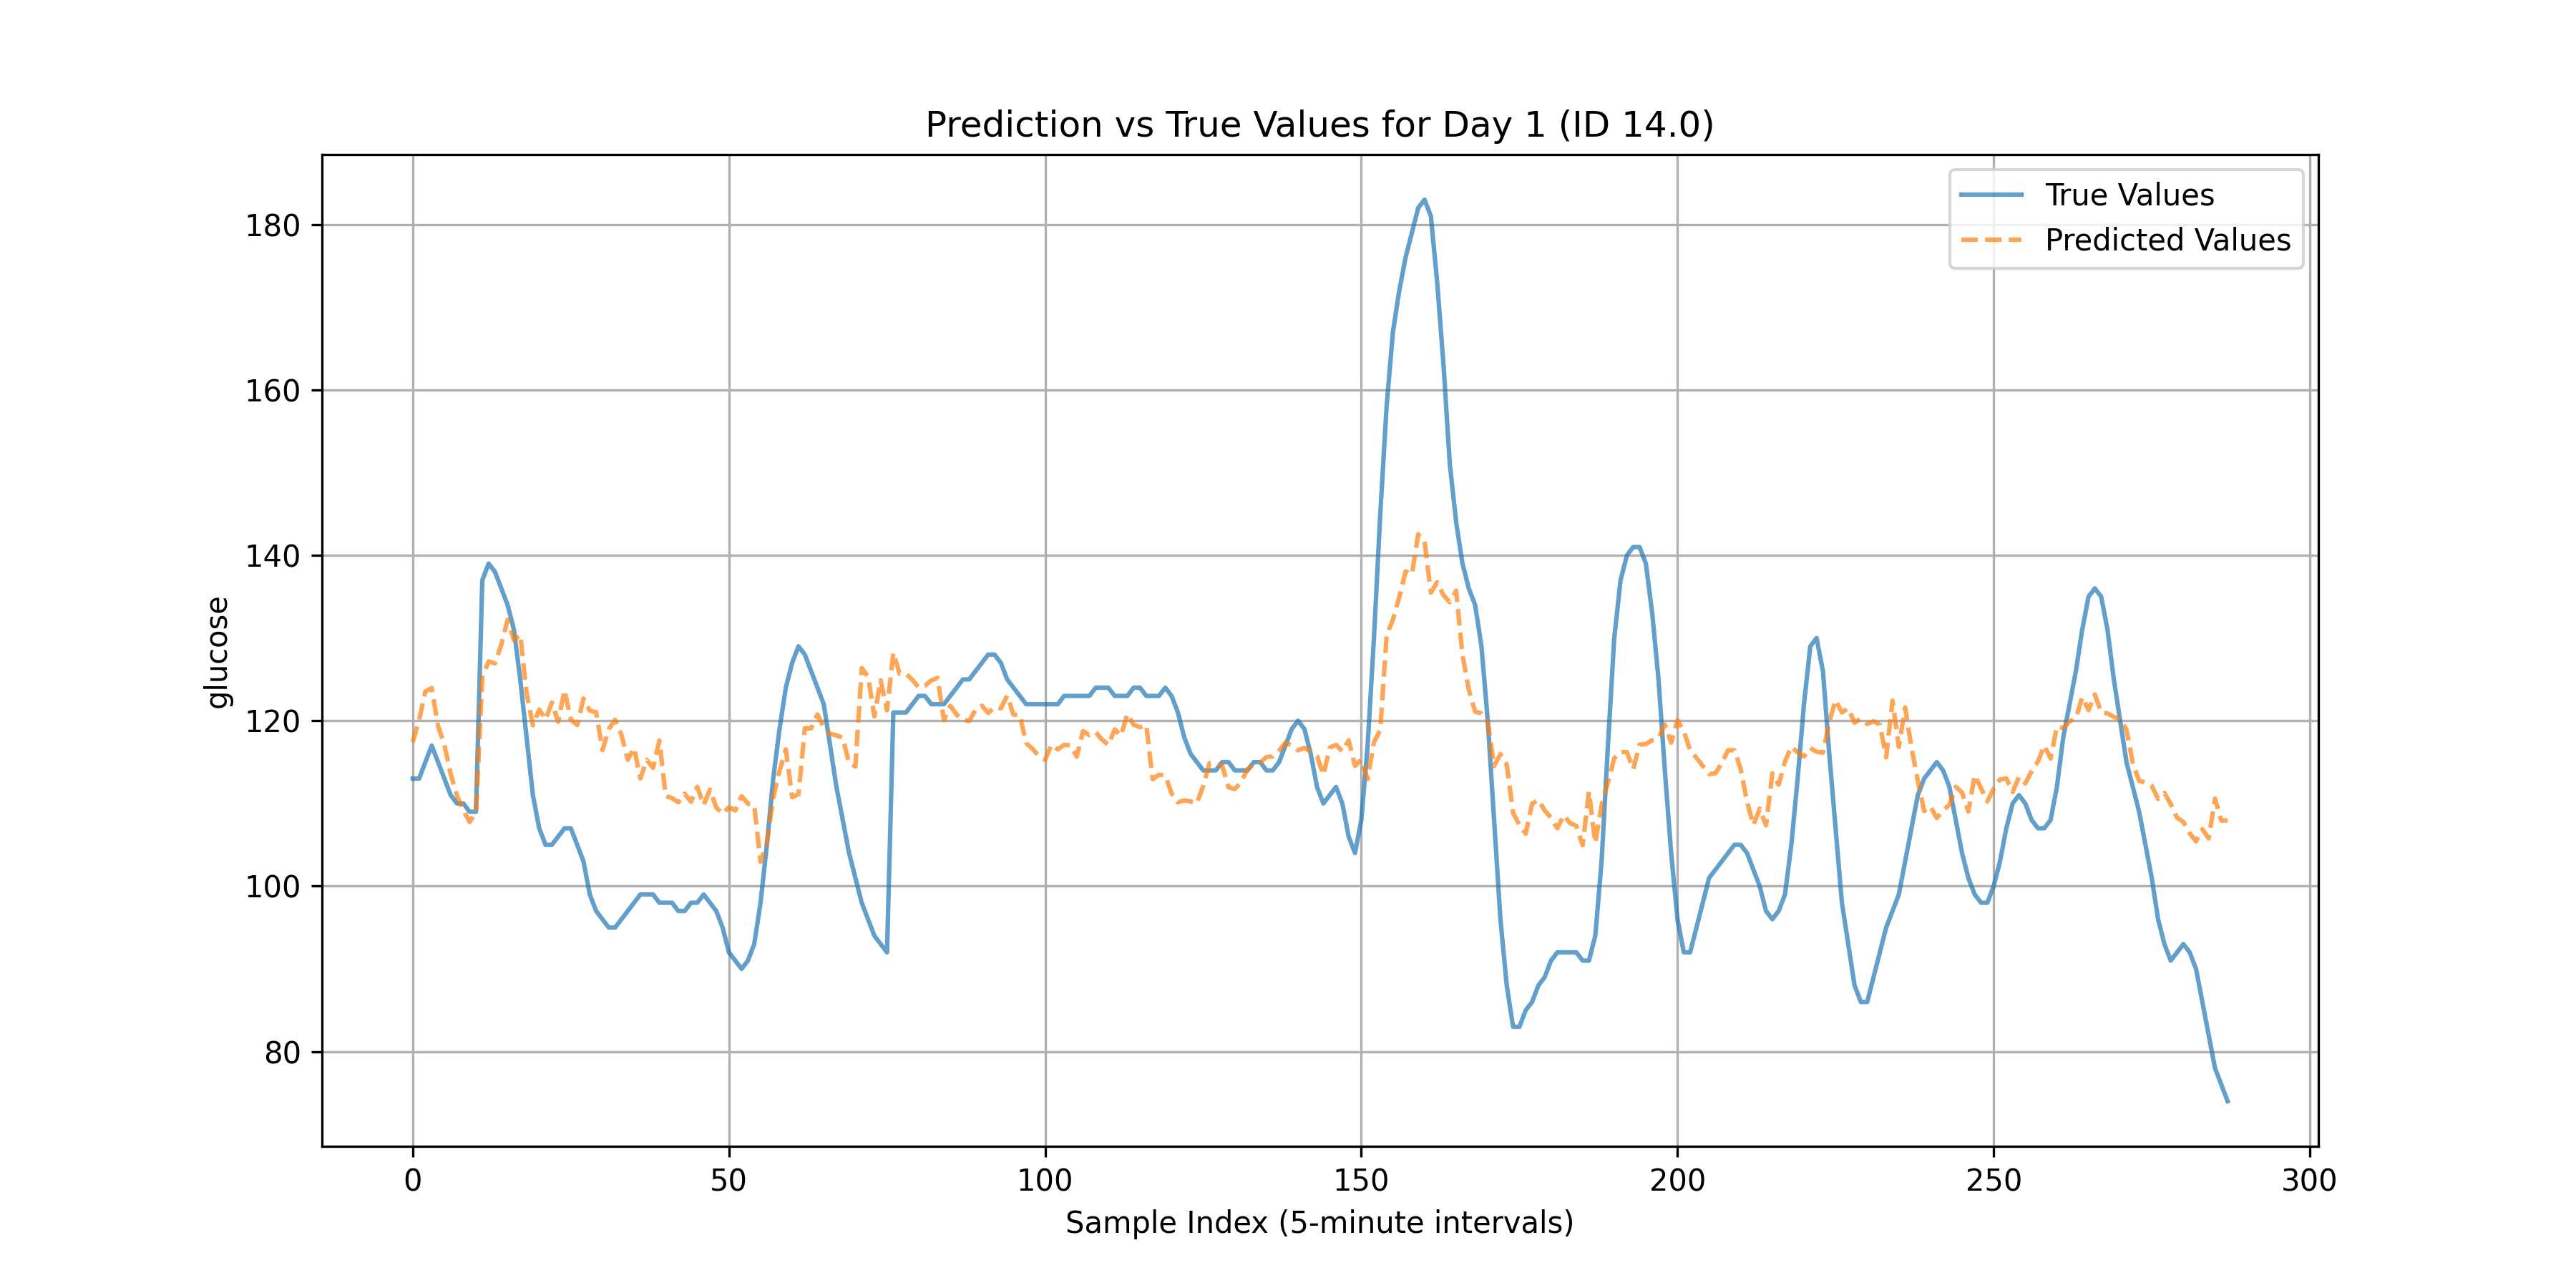 Prediction vs True Values for Day 1 (ID 14.0)
True Values
Predicted Values
180
160
140
120
100
80
glucose
0 50 100 150 200 250 300
Sample Index (5-minute intervals)